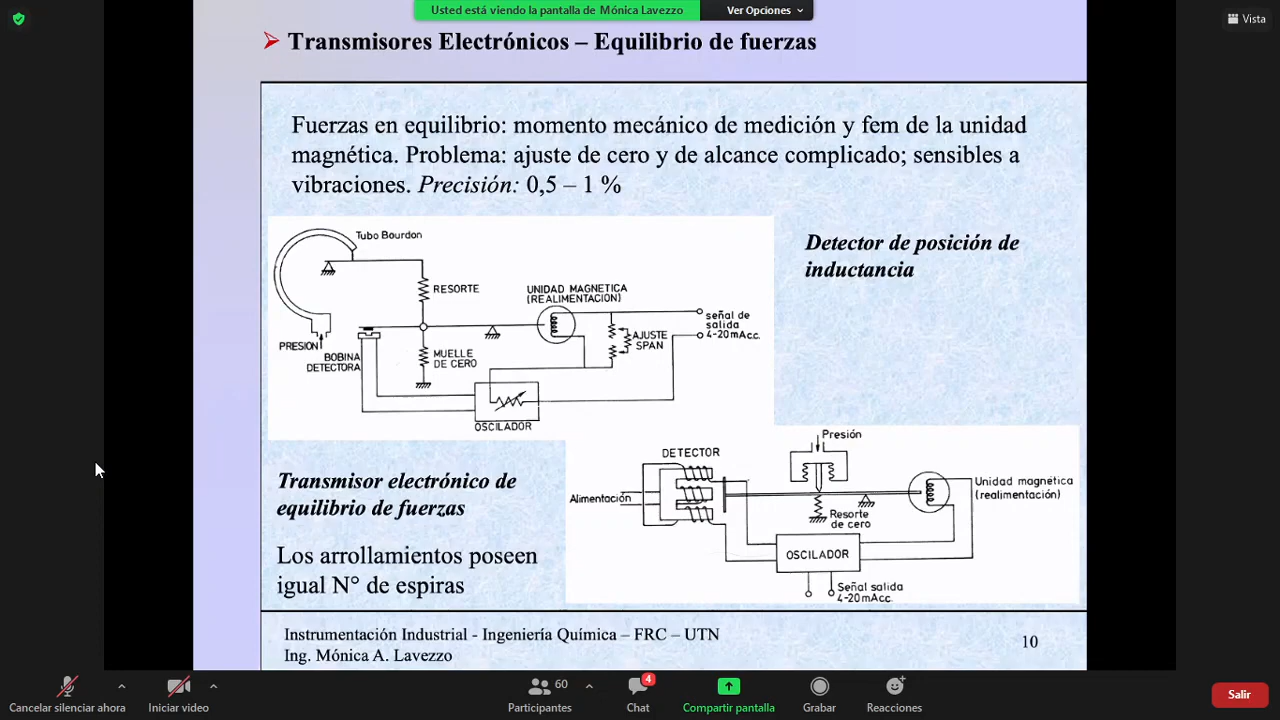 Usted está viendo la pantalla de Mónica Lavezzo
Ver Opciones
Vista
Transmisores Electrónicos – Equilibrio de fuerzas
Fuerzas en equilibrio: momento mecánico de medición y fem de la unidad
magnética. Problema: ajuste de cero y de alcance complicado; sensibles a
vibraciones. Precisión: 0,5 – 1 %
Tubo Bourdon
RESORTE
UNIDAD MAGNETICA
(REALIMENTACION)
señal de
salida
4-20mAc.c.
AJUSTE
SPAN
PRESION
BOBINA
DETECTORA
MUELLE
DE CERO
OSCILADOR
Detector de posición de
inductancia
Transmisor electrónico de
equilibrio de fuerzas
Los arrollamientos poseen
igual N° de espiras
DETECTOR
Presión
Alimentación
Unidad magnética
(realimentación)
Resorte
de cero
OSCILADOR
Señal salida
4-20mAcc.
Instrumentación Industrial - Ingeniería Química – FRC – UTN
Ing. Mónica A. Lavezzo
10
Cancelar silenciar ahora
Iniciar video
60
Participantes
4
Chat
Compartir pantalla
Grabar
Reacciones
Salir